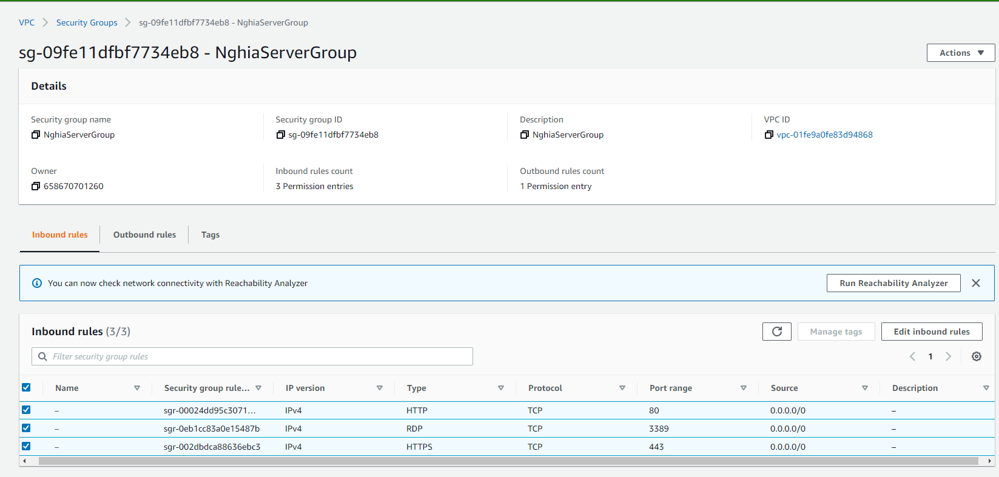 VPC > Security Groups > sg-09fe11dfbf7734eb8 - NghiaServerGroup
sg-09fe11dfbf7734eb8 - NghiaServerGroup
Actions
Details
Security group name Security group ID Description VPC ID
NghiaServerGroup sg-09fe11dfbf7734eb8 NghiaServerGroup vpc-01fe9a0fe83d94868
Owner Inbound rules count Outbound rules count
658670701260 3 Permission entries 1 Permission entry
Inbound rules Outbound rules Tags
You can now check network connectivity with Reachability Analyzer Run Reachability Analyzer
Inbound rules (3/3) Manage tags Edit inbound rules
Filter security group rules 1
Name Security group rule... IP version Type Protocol Port range Source Description
– sgr-00024dd95c3071... IPv4 HTTP TCP 80 0.0.0.0/0 –
– sgr-0eb1cc83a0e15487b IPv4 RDP TCP 3389 0.0.0.0/0 –
– sgr-002dbdca88636ebc3 IPv4 HTTPS TCP 443 0.0.0.0/0 –